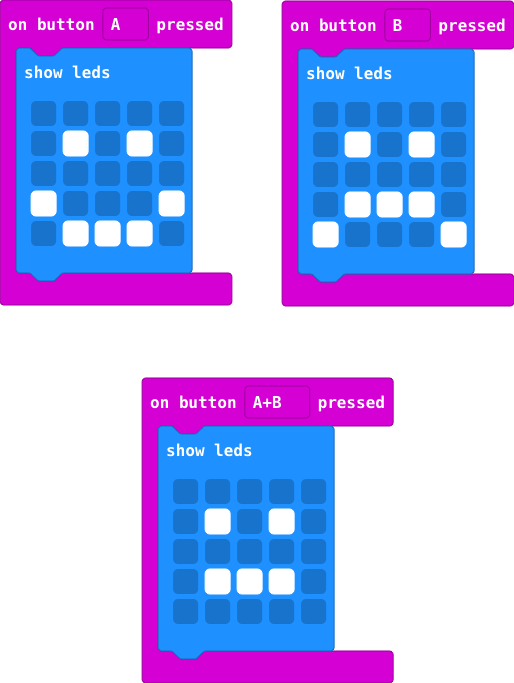 on button A pressed
show leds
on button B pressed
show leds
on button A+B pressed
show leds